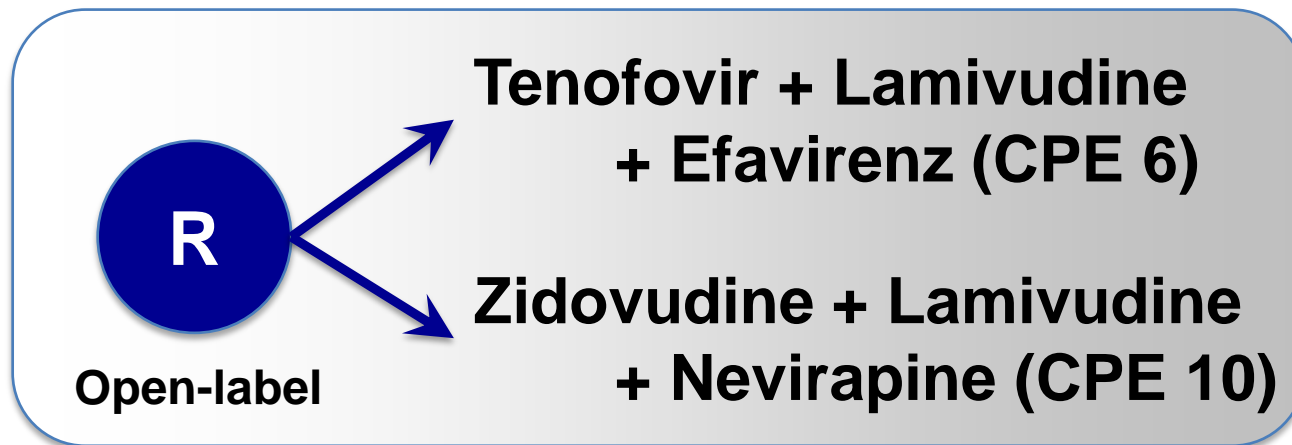 Tenofovir + Lamivudine
+ Efavirenz (CPE 6)
R
Zidovudine + Lamivudine
+ Nevirapine (CPE 10)
Open-label